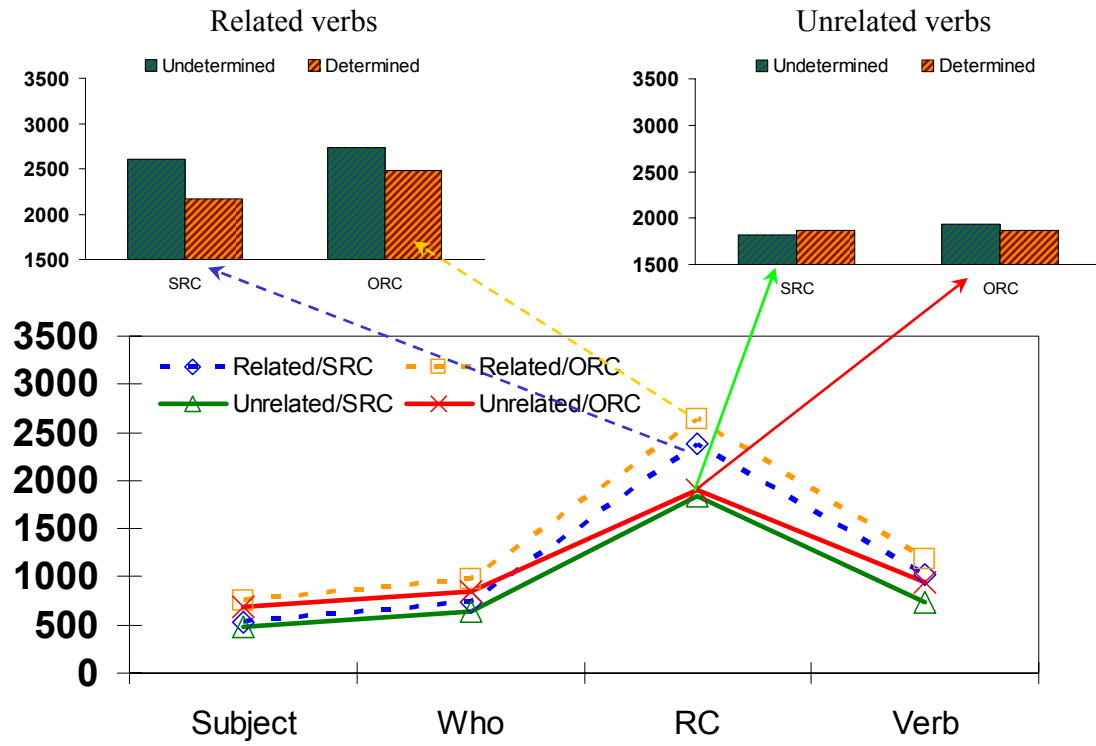 Related verbs
Undetermined Determined
3500
3000
2500
2000
1500
SRC ORC
Unrelated verbs
Undetermined Determined
3500
3000
2500
2000
1500
SRC ORC
3500
3000
2500
2000
1500
1000
500
0
Related/SRC Related/ORC
Unrelated/SRC Unrelated/ORC
Subject Who RC Verb